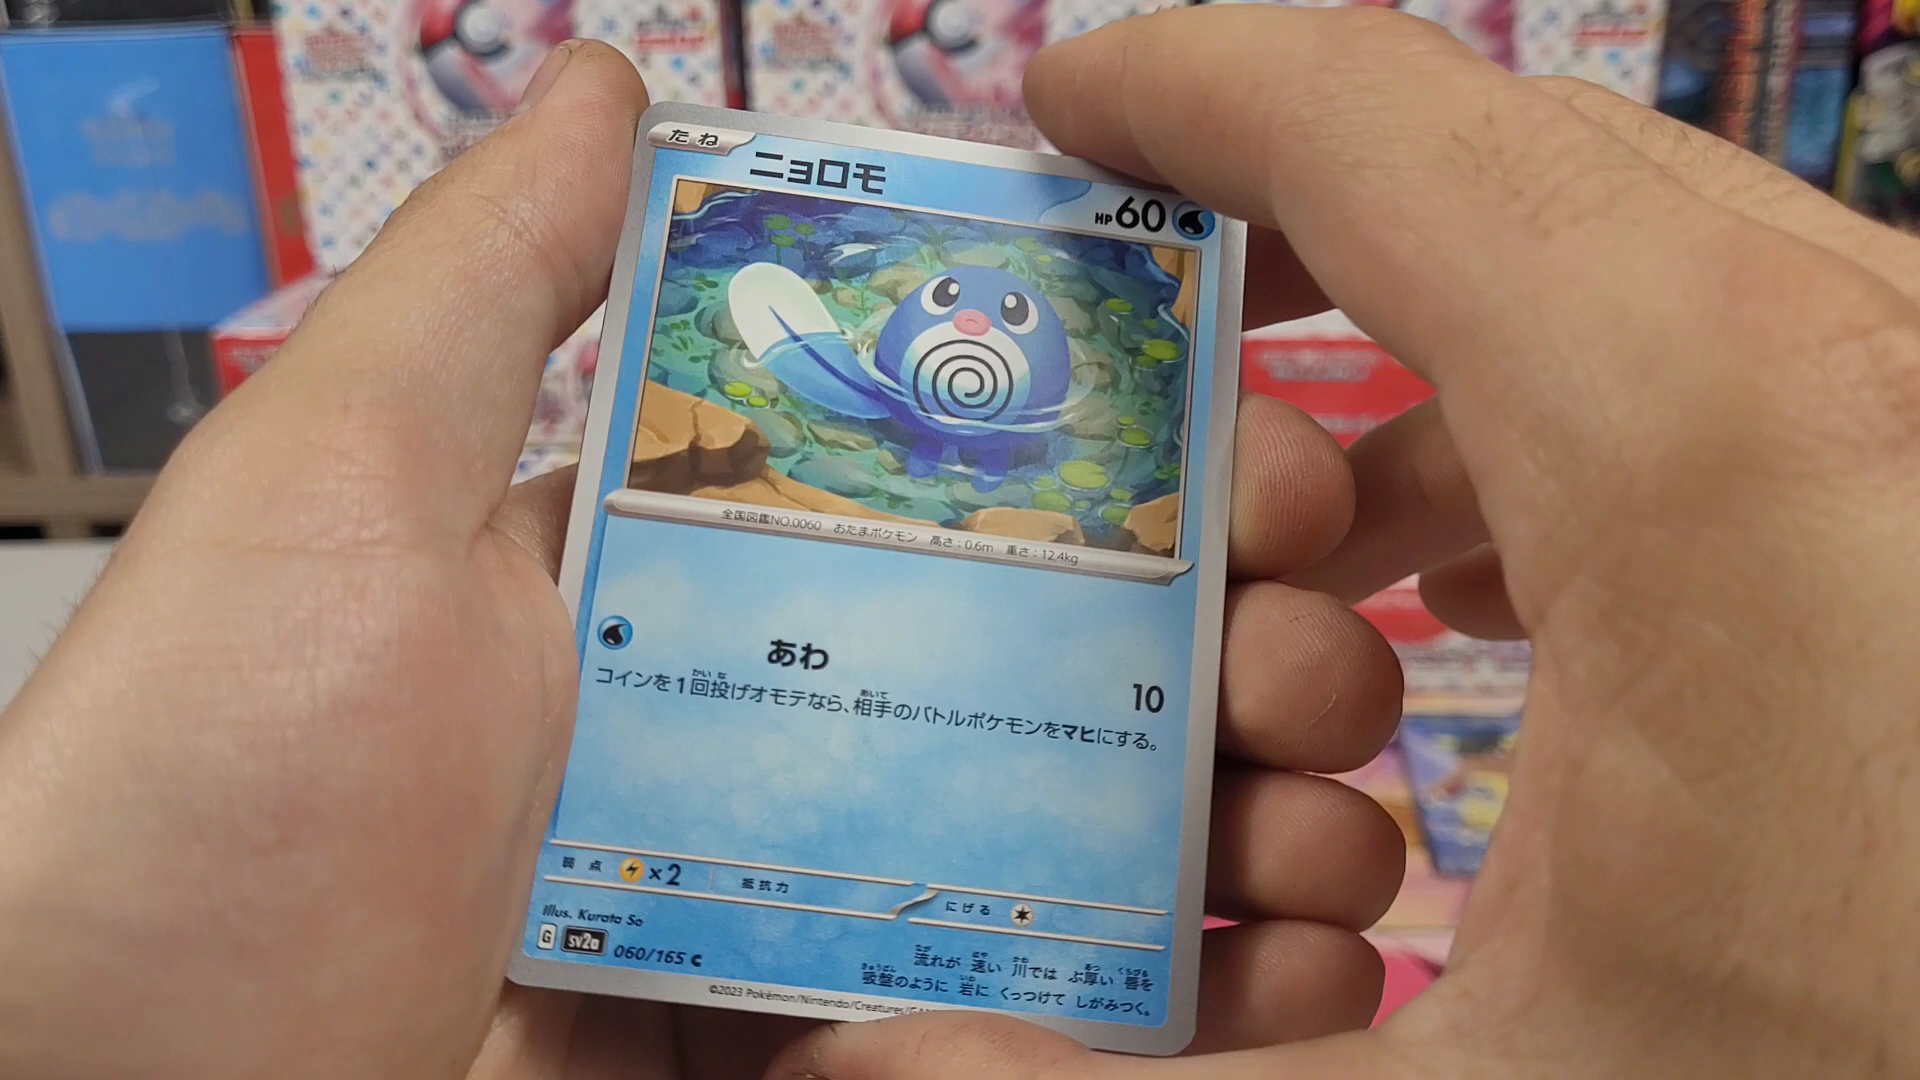 たね
ニョロモ
HP60
全国図鑑NO.0060 おたまポケモン 高さ:0.6m 重さ:12.4kg
あわ
10
コインを1回投げオモテなら、相手のバトルポケモンをマヒにする。
弱点 ×2 抵抗力
にげる
Illus. Kurata So
G sv2a 060/165 C
流れが 速い 川では ぶ厚い 唇を
吸盤のように 岩に くっつけて しがみつく。
©2023 Pokémon/Nintendo/Creatures/